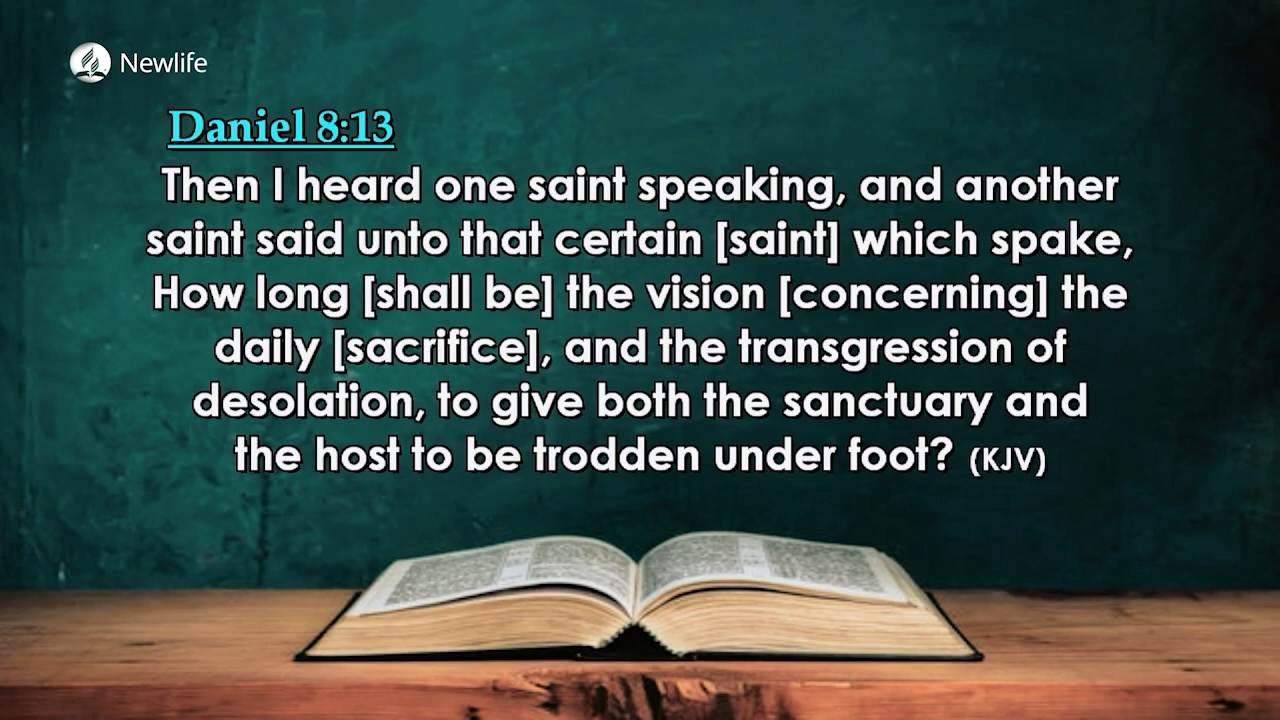 Newlife
Daniel 8:13
Then I heard one saint speaking, and another
saint said unto that certain [saint] which spake,
How long [shall be] the vision [concerning] the
daily [sacrifice], and the transgression of
desolation, to give both the sanctuary and
the host to be trodden under foot? (KJV)